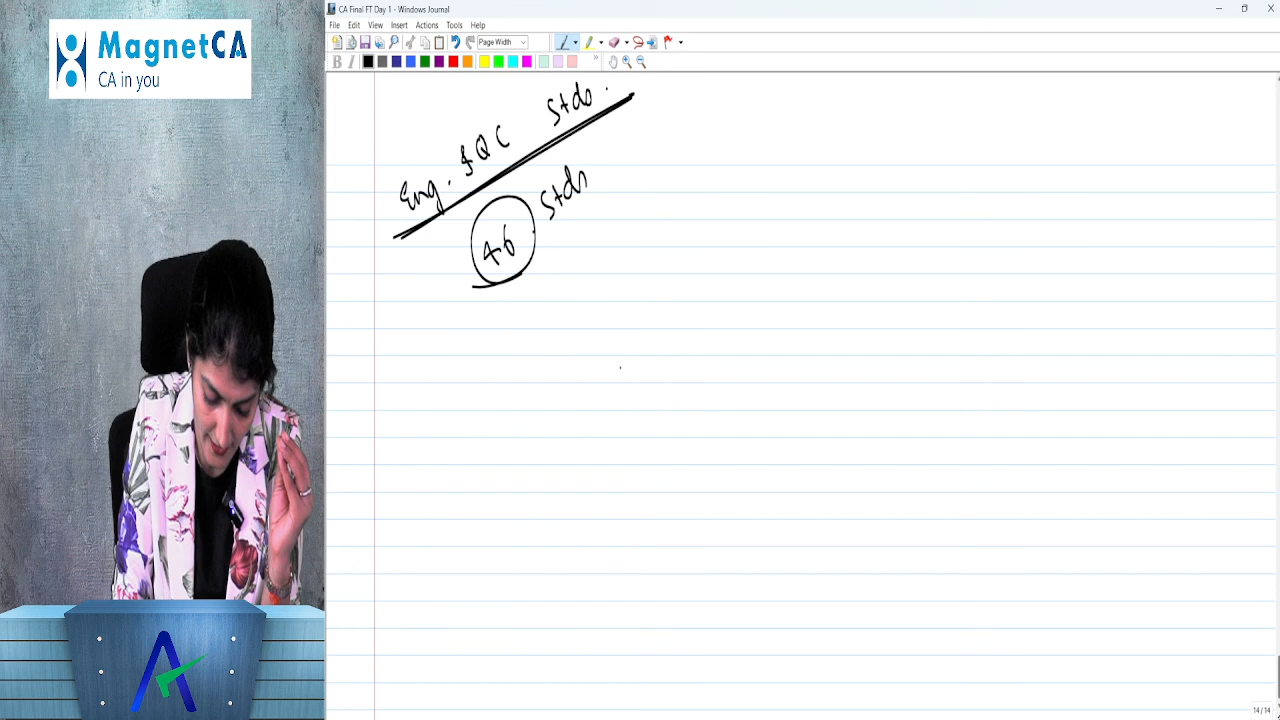 MagnetCA
CA in you
CA Final FT Day 1 - Windows Journal
File Edit View Insert Actions Tools Help
Page Width
B I
Eng. & QC Stds.
46 Stds
14 / 14